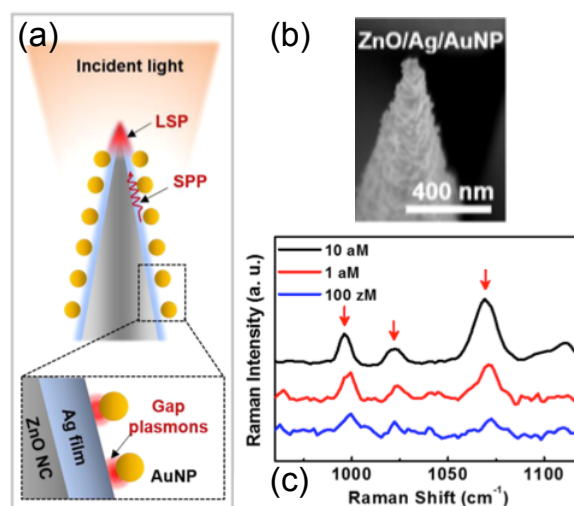 (a)
Incident light
LSP
SPP
Gap
plasmons
ZnO NC
Ag film
AuNP
(b)
ZnO/Ag/AuNP
400 nm
10 aM
1 aM
100 zM
Raman Intensity (a. u.)
1000
1050
1100
(c)
Raman Shift (cm⁻¹)